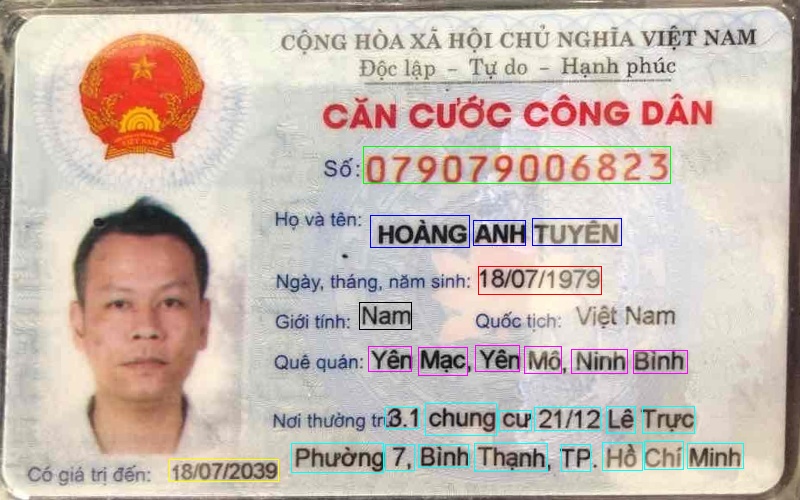 CỘNG HÒA XÃ HỘI CHỦ NGHĨA VIỆT NAM
Độc lập - Tự do - Hạnh phúc
CĂN CƯỚC CÔNG DÂN
Số: 079079006823
Họ và tên: HOÀNG ANH TUYÊN
Ngày, tháng, năm sinh: 18/07/1979
Giới tính: Nam Quốc tịch: Việt Nam
Quê quán: Yên Mạc, Yên Mô, Ninh Bình
Nơi thường trú: 3.1 chung cư 21/12 Lê Trực
Phường 7, Bình Thạnh, TP. Hồ Chí Minh
Có giá trị đến: 18/07/2039